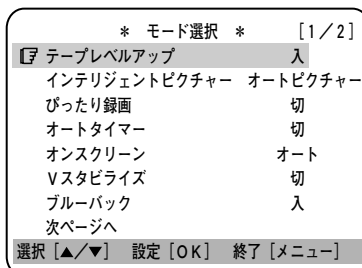 * モード選択 * [1/2]
テープレベルアップ 入
インテリジェントピクチャー オートピクチャー
ぴったり録画 切
オートタイマー 切
オンスクリーン オート
Vスタビライズ 切
ブルーバック 入
次ページへ
選択[▲/▼] 設定[OK] 終了[メニュー]